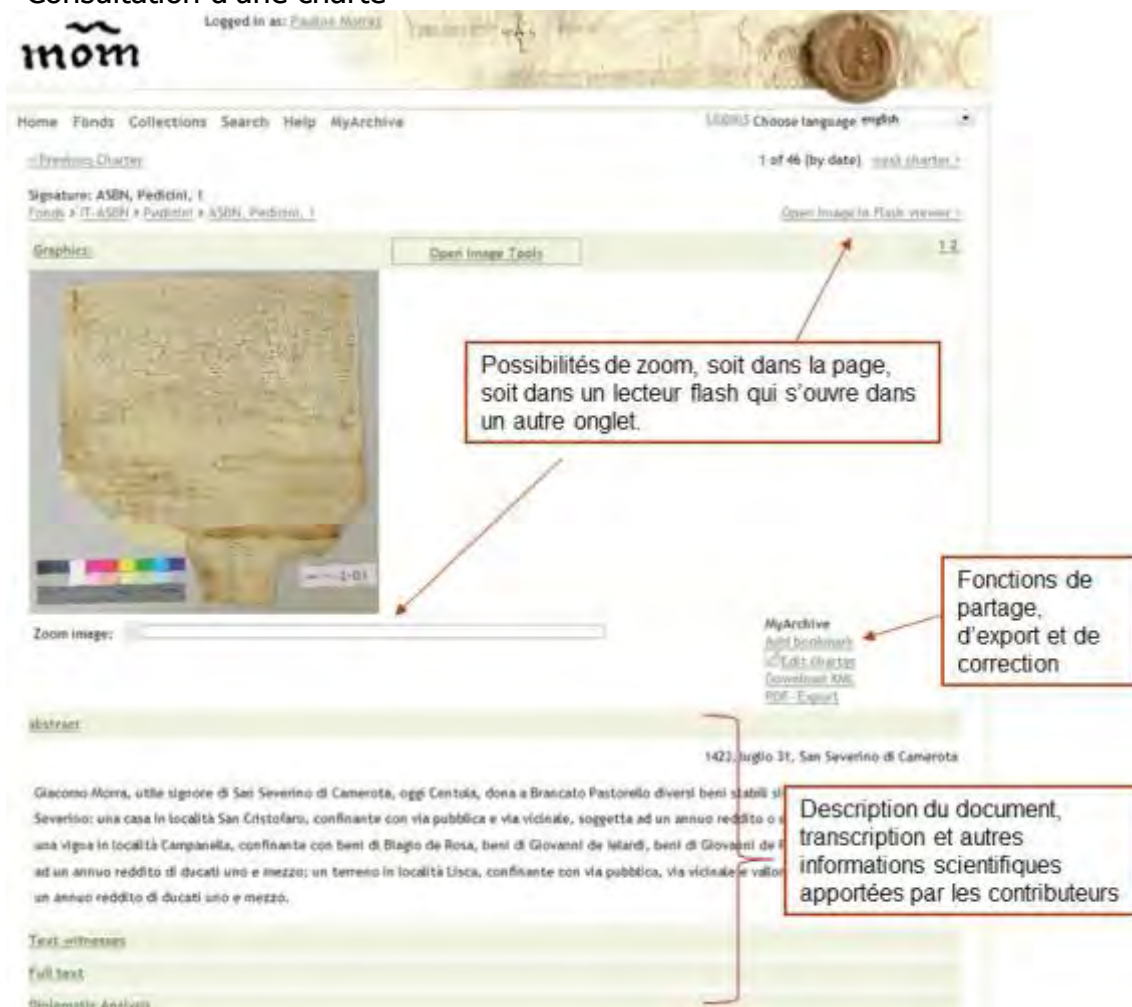 Consultation d'une charte
mom
Logged in as: Pauline Moirez
Home Fonds Collections Search Help MyArchive
Choose language english
< Previous Charter
1 of 46 (by date) next charter >
Signature: ASBN, Pedicini, 1
Fonds > IT-ASBN > Pedicini > ASBN, Pedicini, 1
Open Image in Flash viewer >
Graphics:
Open Image Tools
1 2
Possibilités de zoom, soit dans la page,
soit dans un lecteur flash qui s'ouvre dans
un autre onglet.
Zoom image:
MyArchive
Add bookmark
Edit charter
Download XML
PDF- Export
Fonctions de
partage,
d'export et de
correction
abstract
luglio 31, San Severino di Camerota
Giacomo Morra, utile signore di San Severino di Camerota, oggi Centola, dona a Brancato Pastorello diversi beni stabili
Severino: una casa in località San Cristofaro, confinante con via pubblica e via vicinale, soggetta ad un annuo reddito o
una vigna in località Campanella, confinante con beni di Biagio de Rosa, beni di Giovanni de Ielardi, beni di Giovanni de
ad un annuo reddito di ducati uno e mezzo; un terreno in località Lisca, confinante con via pubblica, via vicinale e
un annuo reddito di ducati uno e mezzo.
Description du document,
transcription et autres
informations scientifiques
apportées par les contributeurs
Text witnesses
Full text
Diplomatic Analysis